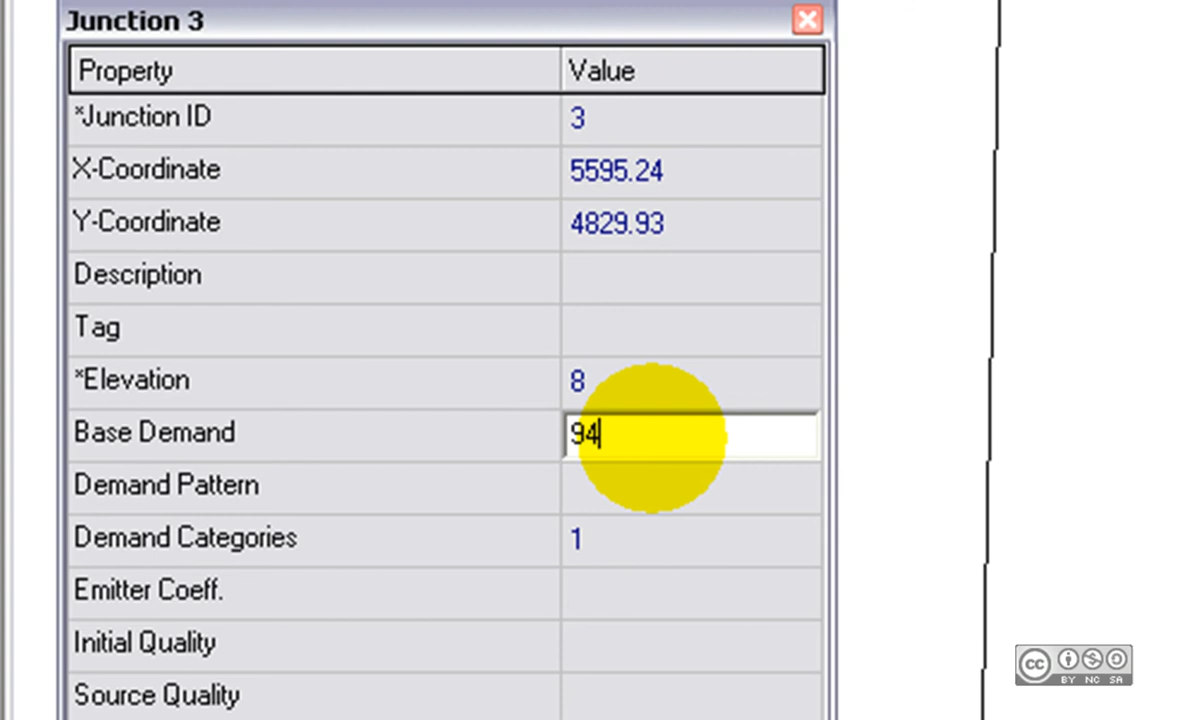 Junction 3
Property Value
*Junction ID 3
X-Coordinate 5595.24
Y-Coordinate 4829.93
Description
Tag
*Elevation 8
Base Demand 94
Demand Pattern
Demand Categories 1
Emitter Coeff.
Initial Quality
Source Quality
cc
BY NC SA